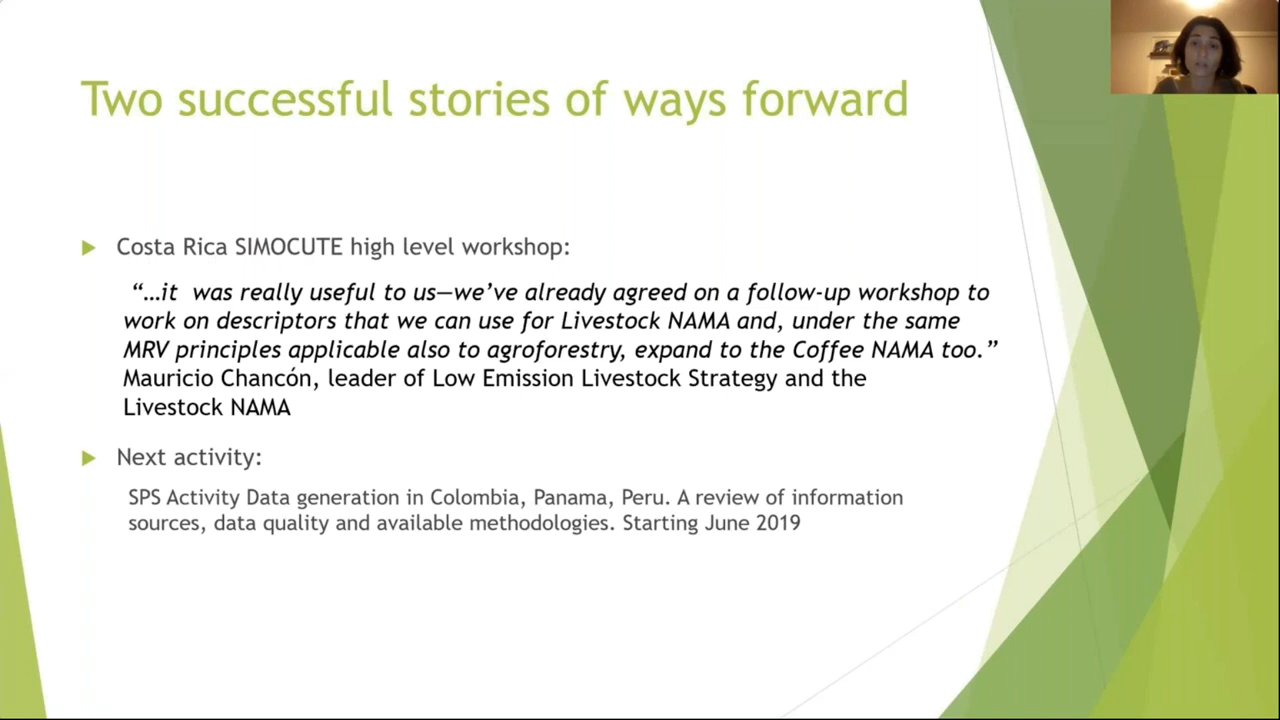 Two successful stories of ways forward
Costa Rica SIMOCUTE high level workshop:
“…it was really useful to us—we’ve already agreed on a follow-up workshop to
work on descriptors that we can use for Livestock NAMA and, under the same
MRV principles applicable also to agroforestry, expand to the Coffee NAMA too.”
Mauricio Chancón, leader of Low Emission Livestock Strategy and the
Livestock NAMA
Next activity:
SPS Activity Data generation in Colombia, Panama, Peru. A review of information
sources, data quality and available methodologies. Starting June 2019